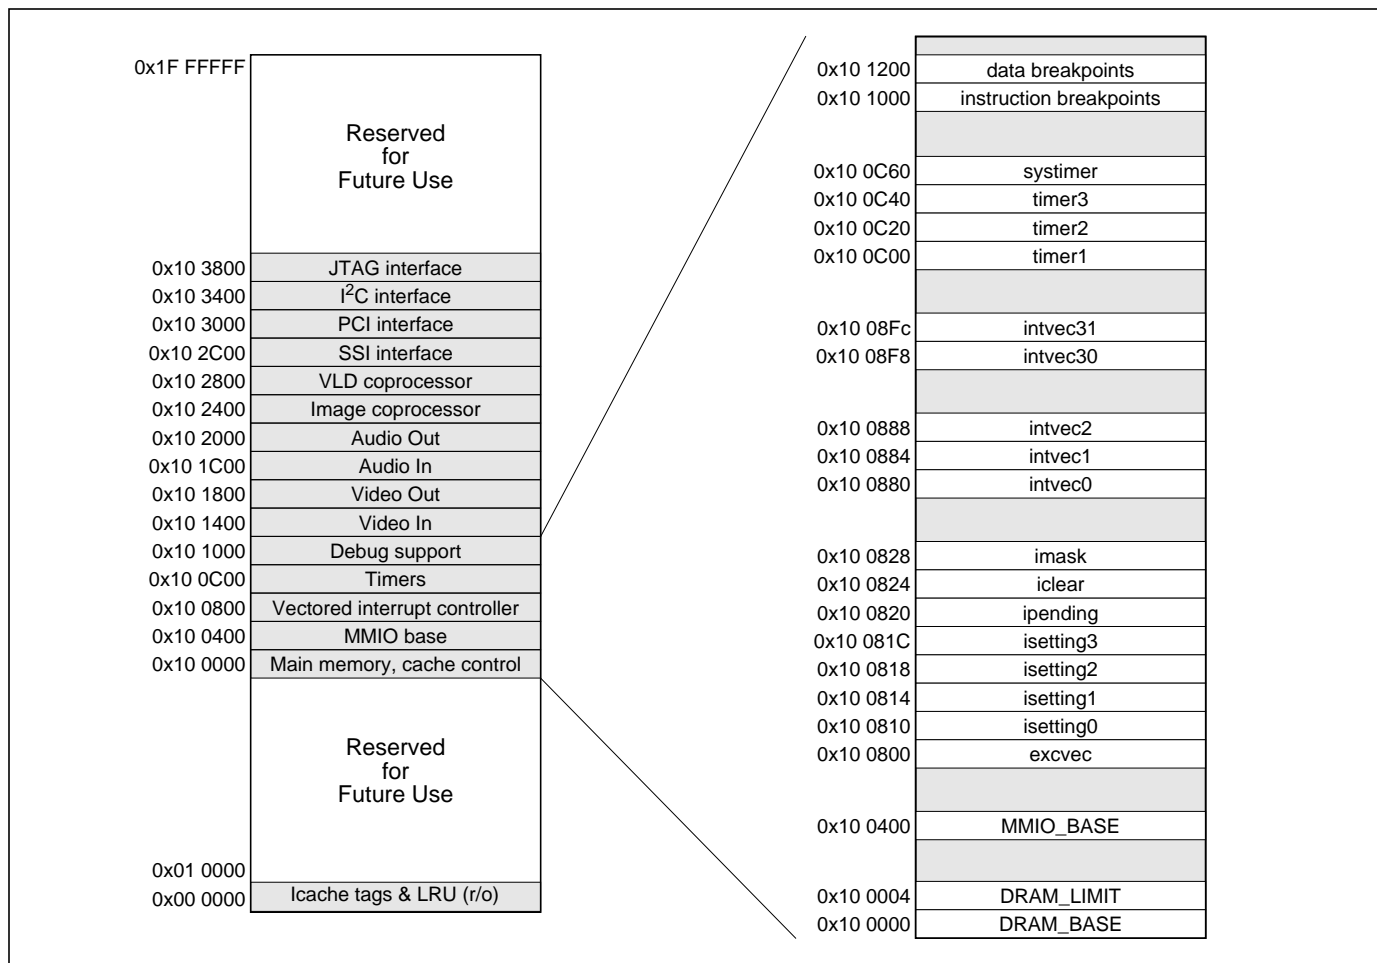 0x1F FFFFF
Reserved
for
Future Use
0x10 3800 JTAG interface
0x10 3400 I2C interface
0x10 3000 PCI interface
0x10 2C00 SSI interface
0x10 2800 VLD coprocessor
0x10 2400 Image coprocessor
0x10 2000 Audio Out
0x10 1C00 Audio In
0x10 1800 Video Out
0x10 1400 Video In
0x10 1000 Debug support
0x10 0C00 Timers
0x10 0800 Vectored interrupt controller
0x10 0400 MMIO base
0x10 0000 Main memory, cache control
Reserved
for
Future Use
0x01 0000
0x00 0000 Icache tags & LRU (r/o)
0x10 1200 data breakpoints
0x10 1000 instruction breakpoints
0x10 0C60 systimer
0x10 0C40 timer3
0x10 0C20 timer2
0x10 0C00 timer1
0x10 08Fc intvec31
0x10 08F8 intvec30
0x10 0888 intvec2
0x10 0884 intvec1
0x10 0880 intvec0
0x10 0828 imask
0x10 0824 iclear
0x10 0820 ipending
0x10 081C isetting3
0x10 0818 isetting2
0x10 0814 isetting1
0x10 0810 isetting0
0x10 0800 excvec
0x10 0400 MMIO_BASE
0x10 0004 DRAM_LIMIT
0x10 0000 DRAM_BASE